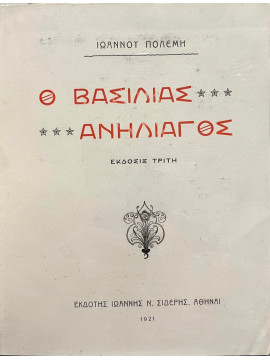 ΙΩΑΝΝΟΥ ΠΟΛΕΜΗ
Ο ΒΑΣΙΛΙΑΣ ***
*** ΑΝΗΛΙΑΓΟΣ
ΕΚΔΟΣΙΣ ΤΡΙΤΗ
ΕΚΔΟΤΗΣ ΙΩΑΝΝΗΣ Ν. ΣΙΔΕΡΗΣ, ΑΘΗΝΑΙ
1921